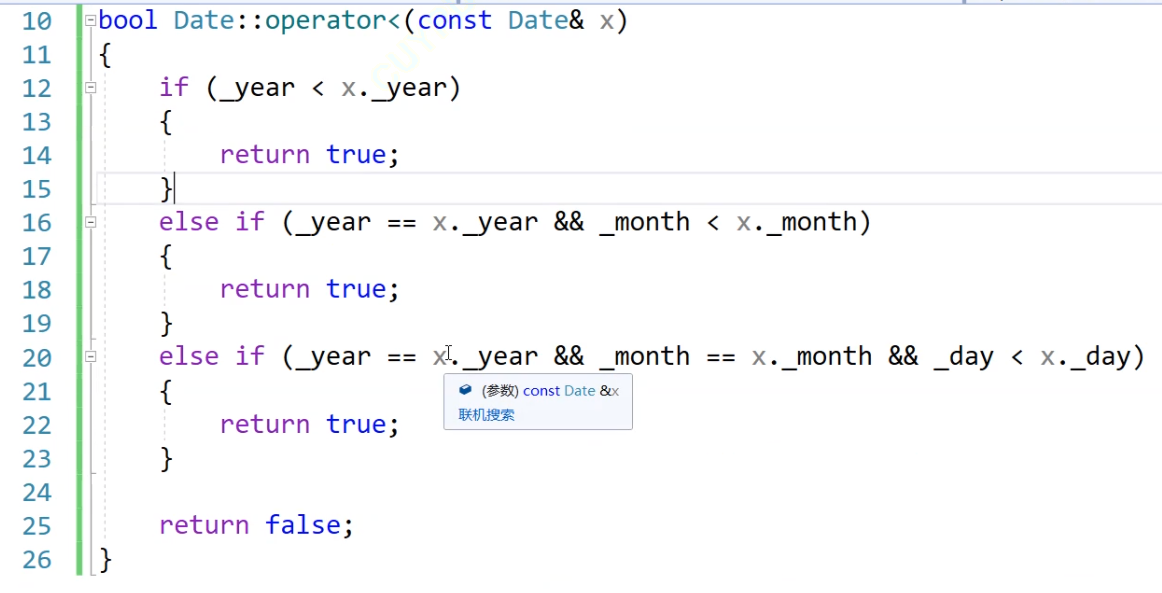 10 bool Date::operator<(const Date& x)
11 {
12     if (_year < x._year)
13     {
14         return true;
15     }
16     else if (_year == x._year && _month < x._month)
17     {
18         return true;
19     }
20     else if (_year == x._year && _month == x._month && _day < x._day)
21     {
(参数) const Date &x
联机搜索
22         return true;
23     }
24
25     return false;
26 }